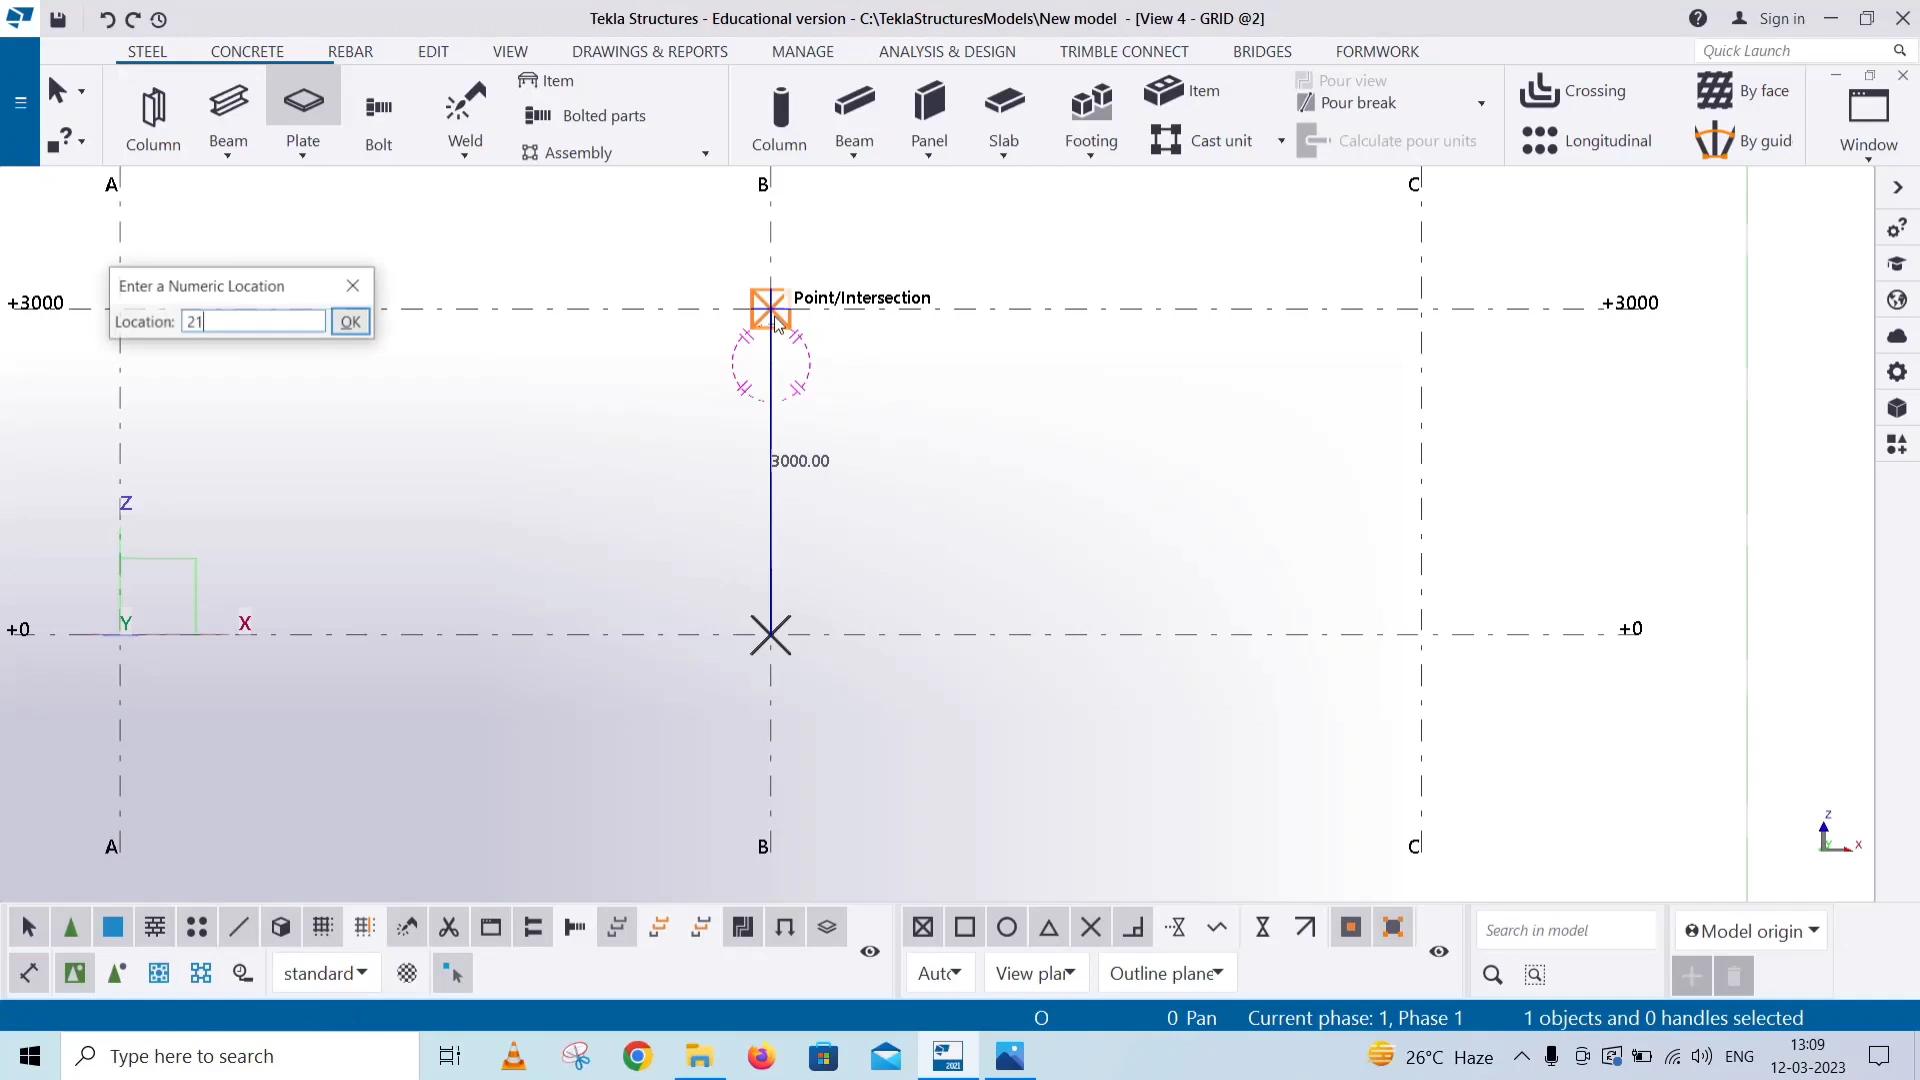 Tekla Structures - Educational version - C:\TeklaStructuresModels\New model - [View 4 - GRID @2]
Sign in
STEEL CONCRETE REBAR EDIT VIEW DRAWINGS & REPORTS MANAGE ANALYSIS & DESIGN TRIMBLE CONNECT BRIDGES FORMWORK
Quick Launch
Column Beam Plate Bolt Weld
Item
Bolted parts
Assembly
Column Beam Panel Slab Footing
Item
Cast unit
Pour view
Pour break
Calculate pour units
Crossing
Longitudinal
By face
By guid
Window
A B C
Enter a Numeric Location
Location: 21 OK
+3000 +3000
Point/Intersection
3000.00
Z
Y X
+0 +0
A B C
Z
Y X
standard
Auto
View plar
Outline plane
Search in model
Model origin
O 0 Pan Current phase: 1, Phase 1 1 objects and 0 handles selected
Type here to search
2021
26°C Haze
ENG
13:09
12-03-2023